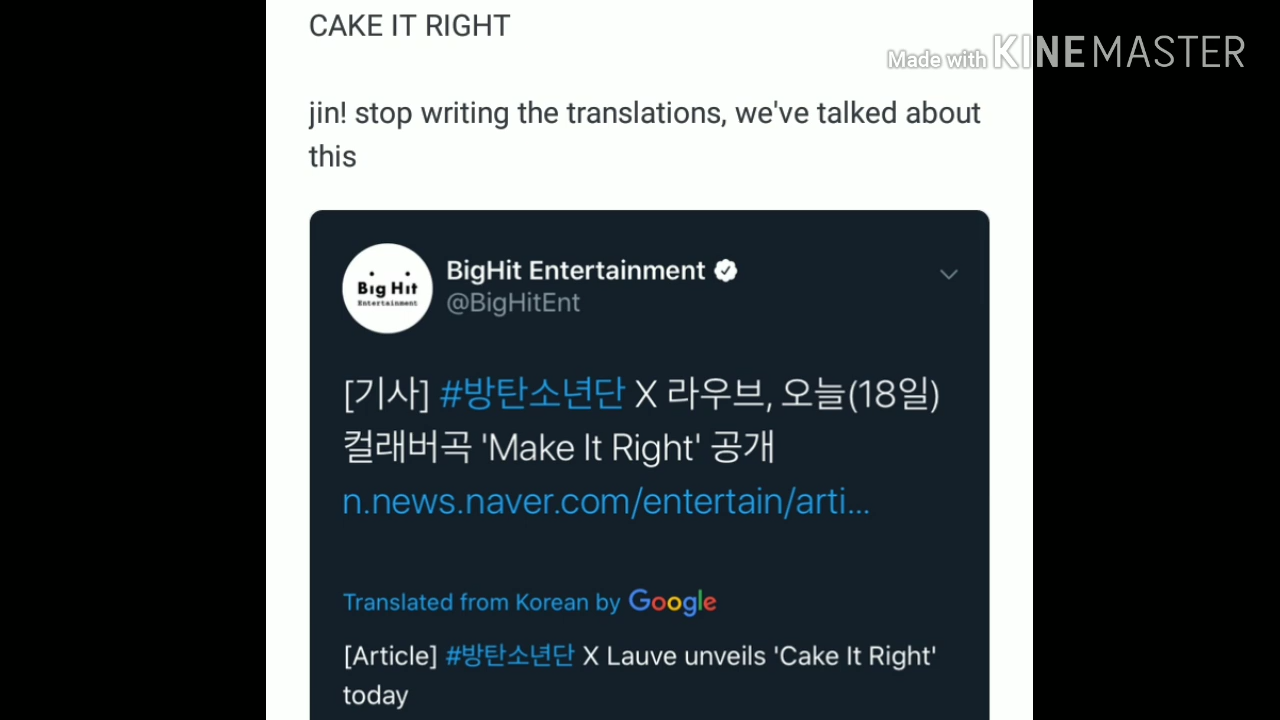 CAKE IT RIGHT
Made with KINEMASTER
jin! stop writing the translations, we've talked about
this
BigHit Entertainment
Big Hit
Entertainment
@BigHitEnt
[기사] #방탄소년단 X 라우브, 오늘(18일)
컬래버곡 'Make It Right' 공개
n.news.naver.com/entertain/arti...
Translated from Korean by Google
[Article] #방탄소년단 X Lauve unveils 'Cake It Right'
today